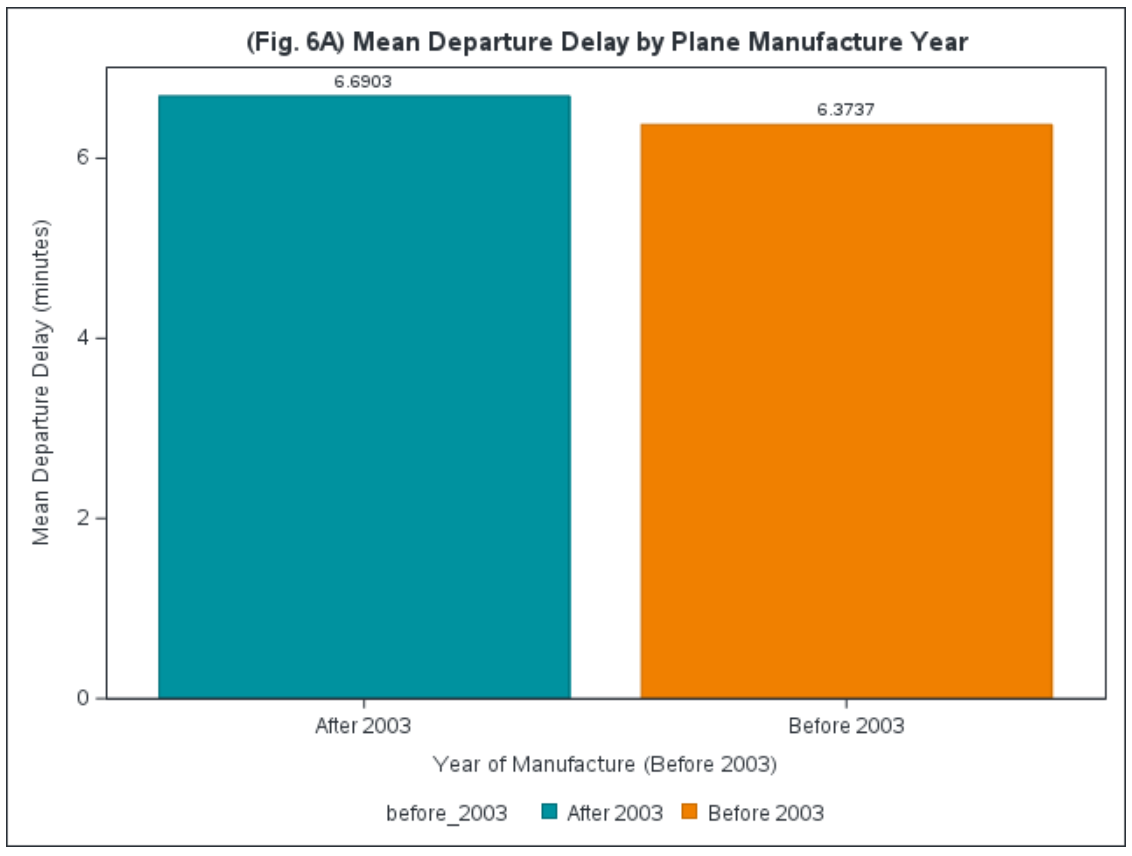 (Fig. 6A) Mean Departure Delay by Plane Manufacture Year
6.6903
6.3737
Mean Departure Delay (minutes)
6
4
2
0
After 2003
Before 2003
Year of Manufacture (Before 2003)
before_2003 After 2003 Before 2003